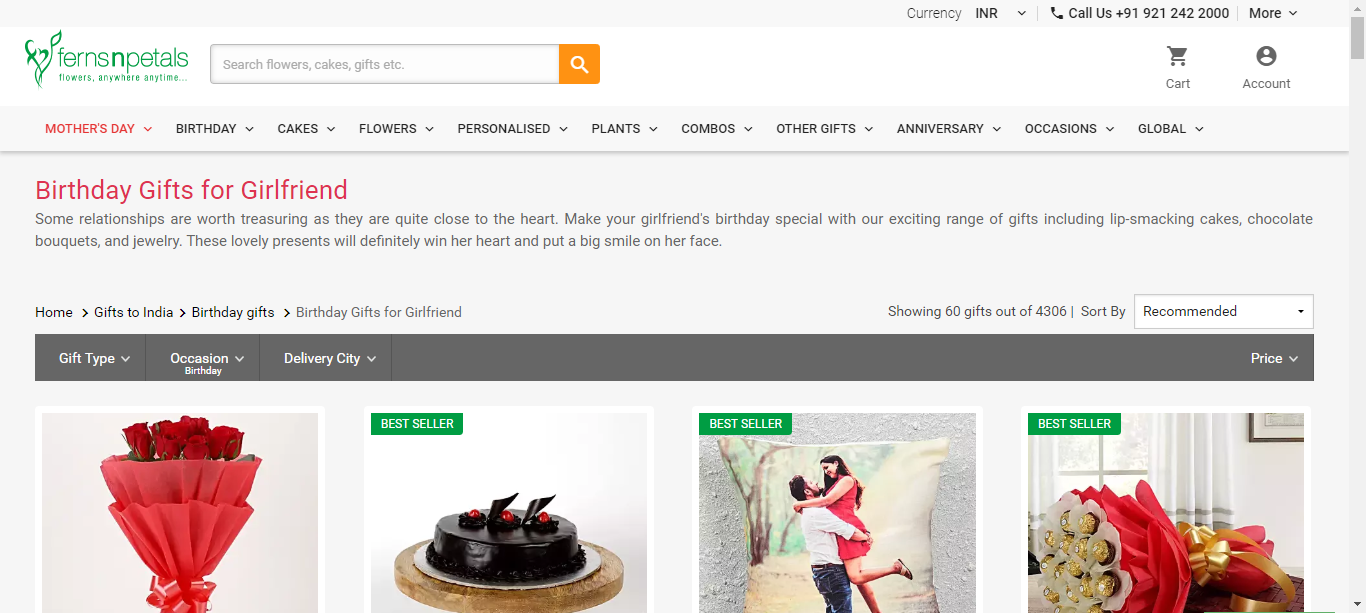 Currency INR Call Us +91 921 242 2000 More
fernsnpetals
flowers, anywhere anytime...
Search flowers, cakes, gifts etc.
Cart Account
MOTHER'S DAY BIRTHDAY CAKES FLOWERS PERSONALISED PLANTS COMBOS OTHER GIFTS ANNIVERSARY OCCASIONS GLOBAL
Birthday Gifts for Girlfriend
Some relationships are worth treasuring as they are quite close to the heart. Make your girlfriend's birthday special with our exciting range of gifts including lip-smacking cakes, chocolate
bouquets, and jewelry. These lovely presents will definitely win her heart and put a big smile on her face.
Home Gifts to India Birthday gifts Birthday Gifts for Girlfriend Showing 60 gifts out of 4306 | Sort By Recommended
Gift Type Occasion Delivery City Price
Birthday
BEST SELLER BEST SELLER BEST SELLER